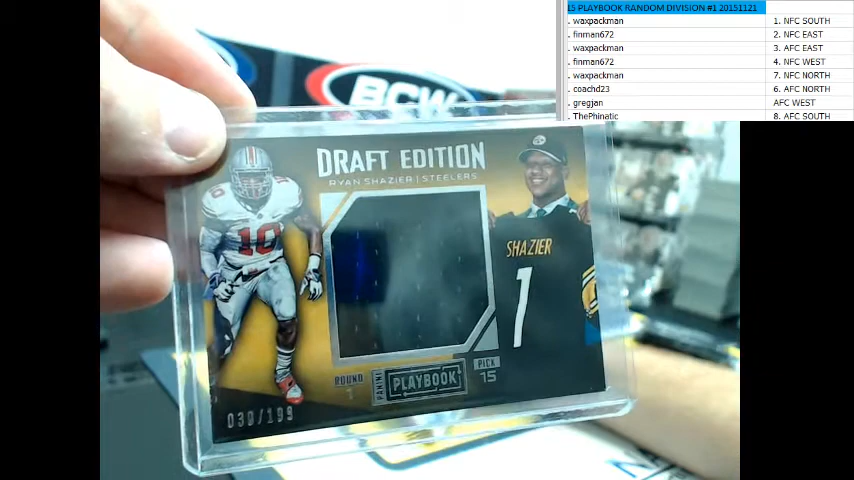 15 PLAYBOOK RANDOM DIVISION #1 20151121
. waxpackman 1. NFC SOUTH
. finman672 2. NFC EAST
. waxpackman 3. AFC EAST
. finman672 4. NFC WEST
. waxpackman 7. NFC NORTH
. coachd23 6. AFC NORTH
. gregjan AFC WEST
. ThePhinatic 8. AFC SOUTH
BCW
DRAFT EDITION
RYAN SHAZIER | STEELERS
10
SHAZIER
1
ROUND
1
PANINI
PLAYBOOK
PICK
15
030/199